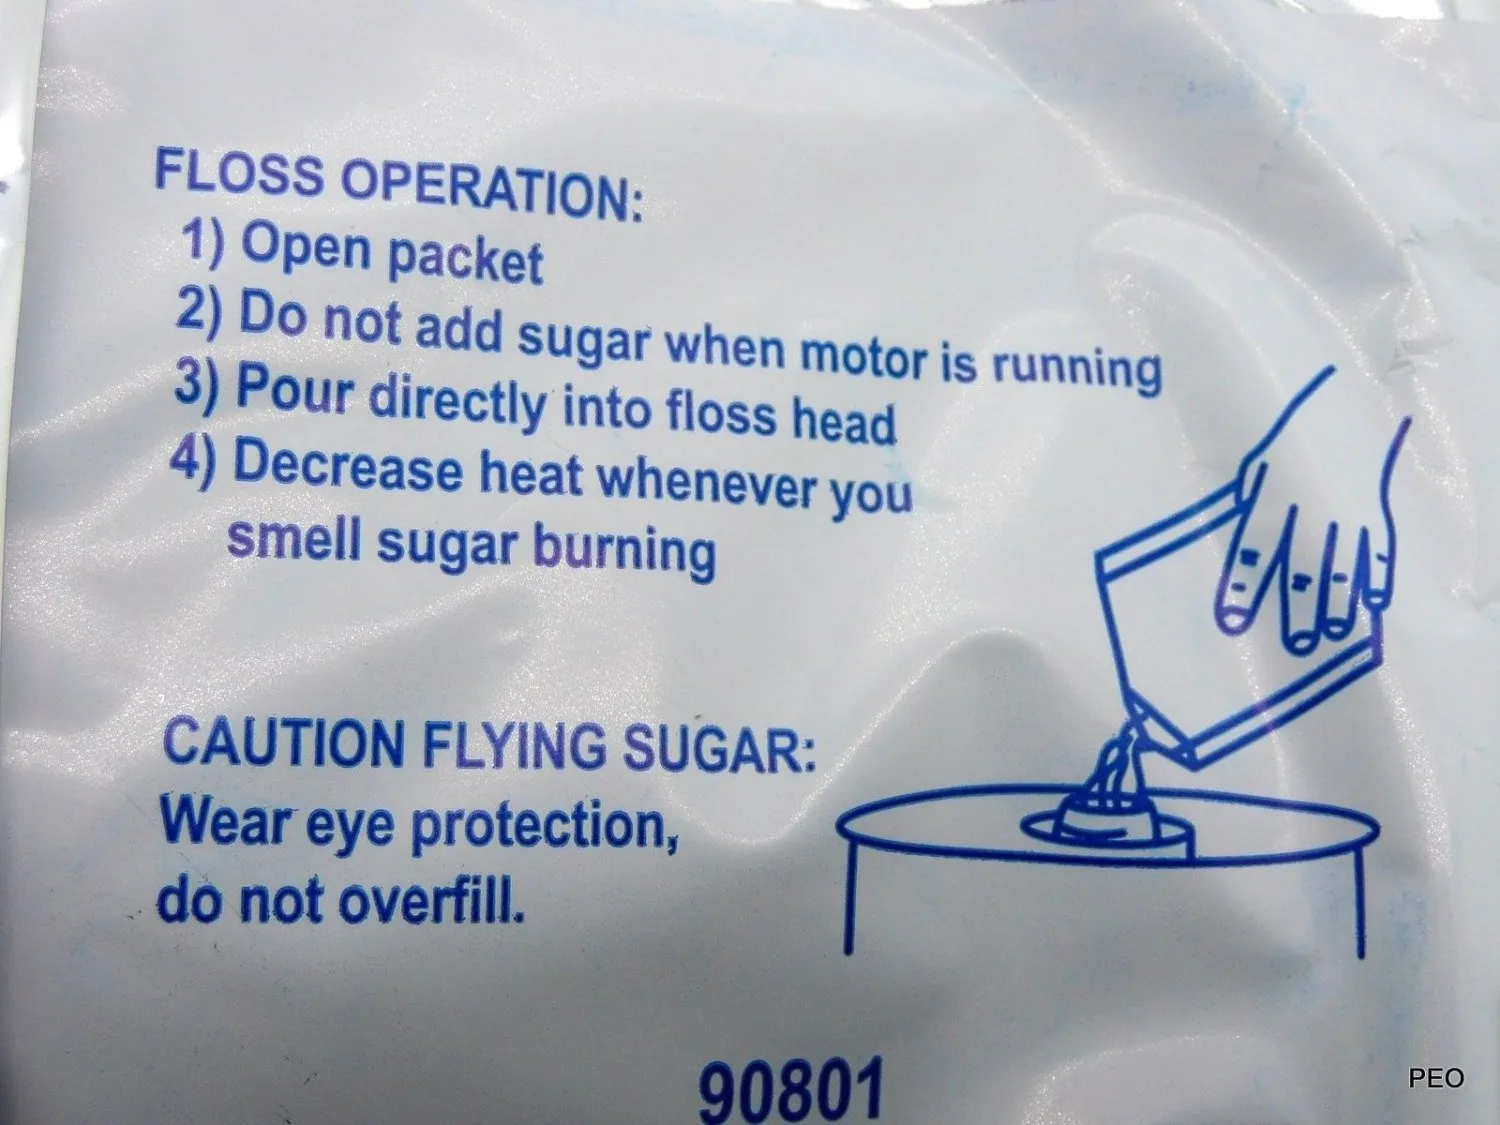 FLOSS OPERATION:
1) Open packet
2) Do not add sugar when motor is running
3) Pour directly into floss head
4) Decrease heat whenever you
smell sugar burning
CAUTION FLYING SUGAR:
Wear eye protection,
do not overfill.
90801
PEO